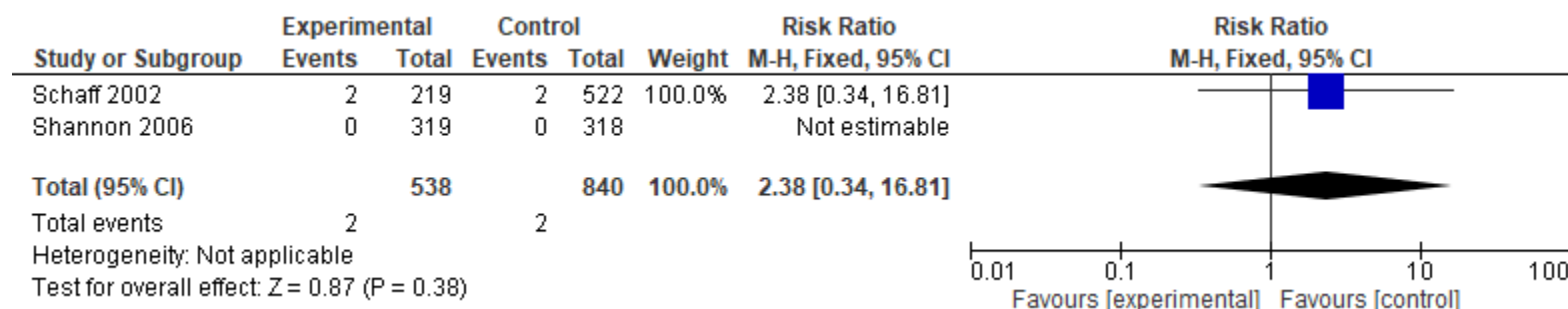 Experimental Control Risk Ratio Risk Ratio
Study or Subgroup Events Total Events Total Weight M-H, Fixed, 95% CI M-H, Fixed, 95% CI
Schaff 2002 2 219 2 522 100.0% 2.38 [0.34, 16.81]
Shannon 2006 0 319 0 318 Not estimable
Total (95% CI) 538 840 100.0% 2.38 [0.34, 16.81]
Total events 2 2
Heterogeneity: Not applicable
Test for overall effect: Z = 0.87 (P = 0.38)
0.01 0.1 1 10 100
Favours [experimental] Favours [control]